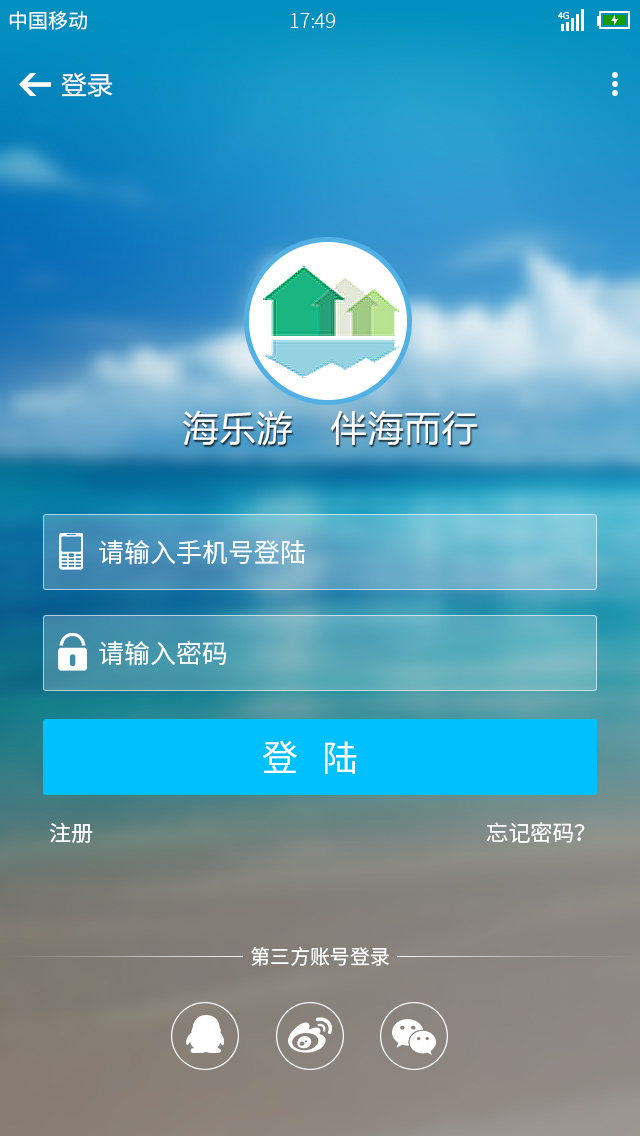 中国移动 17:49 4G
登录
海乐游 伴海而行
请输入手机号登陆
请输入密码
登 陆
注册 忘记密码?
第三方账号登录